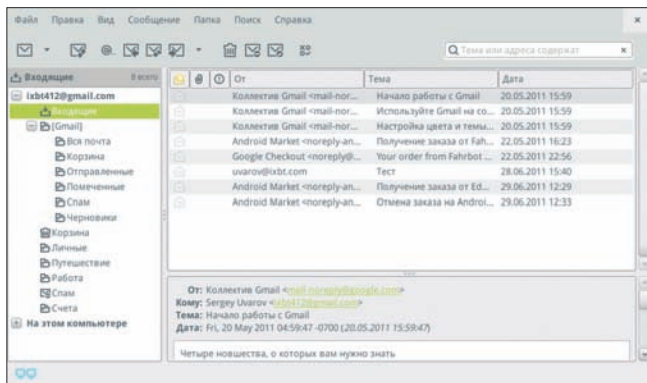 Файл Правка Вид Сообщение Папка Поиск Справка
Тема или адреса содержат
Входящие 8 всего
От Тема Дата
ixbt412@gmail.com
Входящие
[Gmail]
Вся почта
Корзина
Отправленные
Помеченные
Спам
Черновики
Корзина
Личные
Путешествие
Работа
Спам
Счета
На этом компьютере
Коллектив Gmail <mail-nor... Начало работы с Gmail 20.05.2011 15:59
Коллектив Gmail <mail-nor... Используйте Gmail на со... 20.05.2011 15:59
Коллектив Gmail <mail-nor... Настройка цвета и темы... 20.05.2011 15:59
Android Market <noreply-an... Получение заказа от Fah... 22.05.2011 16:23
Google Checkout <noreply@... Your order from Fahrbot ... 22.05.2011 22:56
uvarov@ixbt.com Тест 28.06.2011 15:40
Android Market <noreply-an... Получение заказа от Ed... 29.06.2011 12:29
Android Market <noreply-an... Отмена заказа на Androi... 29.06.2011 12:33
От: Коллектив Gmail <mail-noreply@google.com>
Кому: Sergey Uvarov <ixbt412@gmail.com>
Тема: Начало работы с Gmail
Дата: Fri, 20 May 2011 04:59:47 -0700 (20.05.2011 15:59:47)
Четыре новшества, о которых вам нужно знать